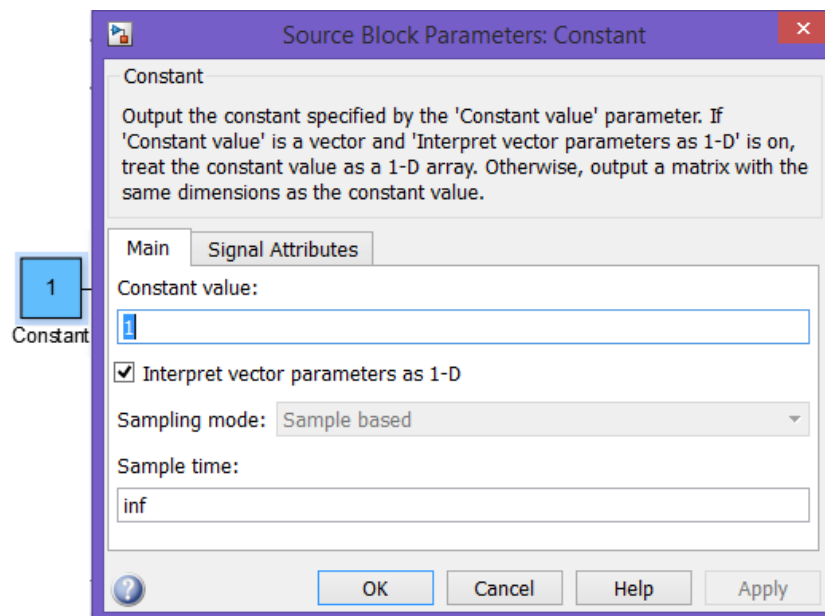 Source Block Parameters: Constant
Constant
Output the constant specified by the 'Constant value' parameter. If
'Constant value' is a vector and 'Interpret vector parameters as 1-D' is on,
treat the constant value as a 1-D array. Otherwise, output a matrix with the
same dimensions as the constant value.
Main Signal Attributes
1
Constant
Constant value:
1
Interpret vector parameters as 1-D
Sampling mode: Sample based
Sample time:
inf
OK Cancel Help Apply